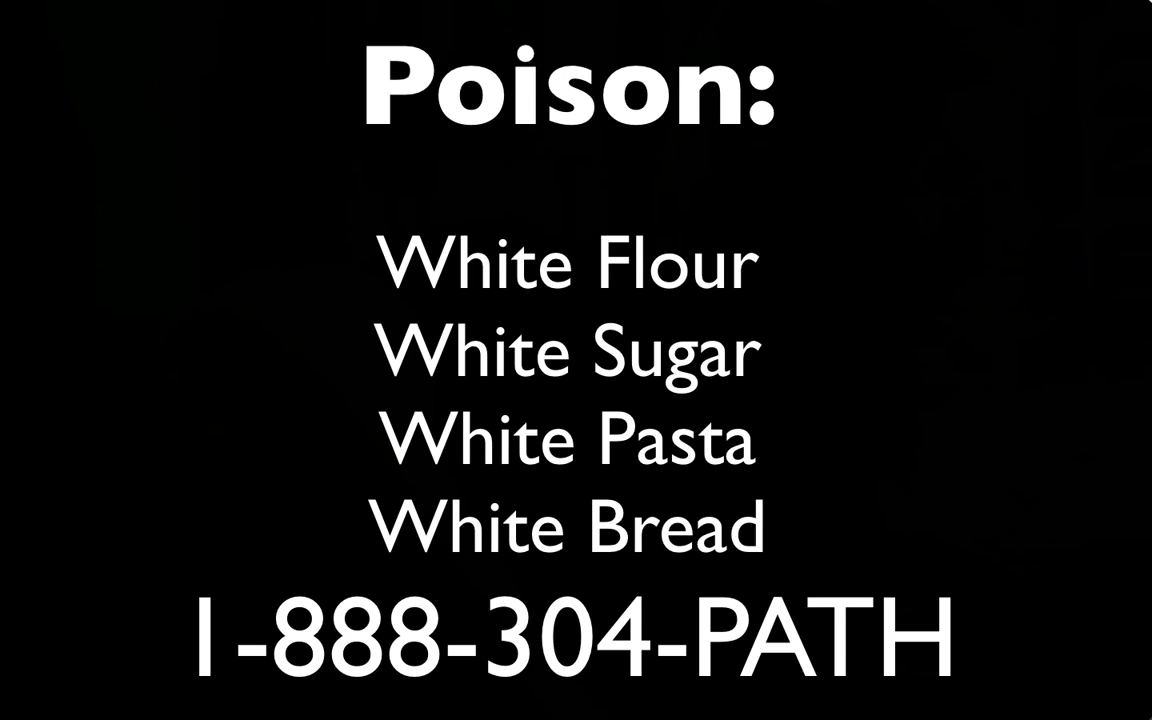 Poison:
White Flour
White Sugar
White Pasta
White Bread
1-888-304-PATH